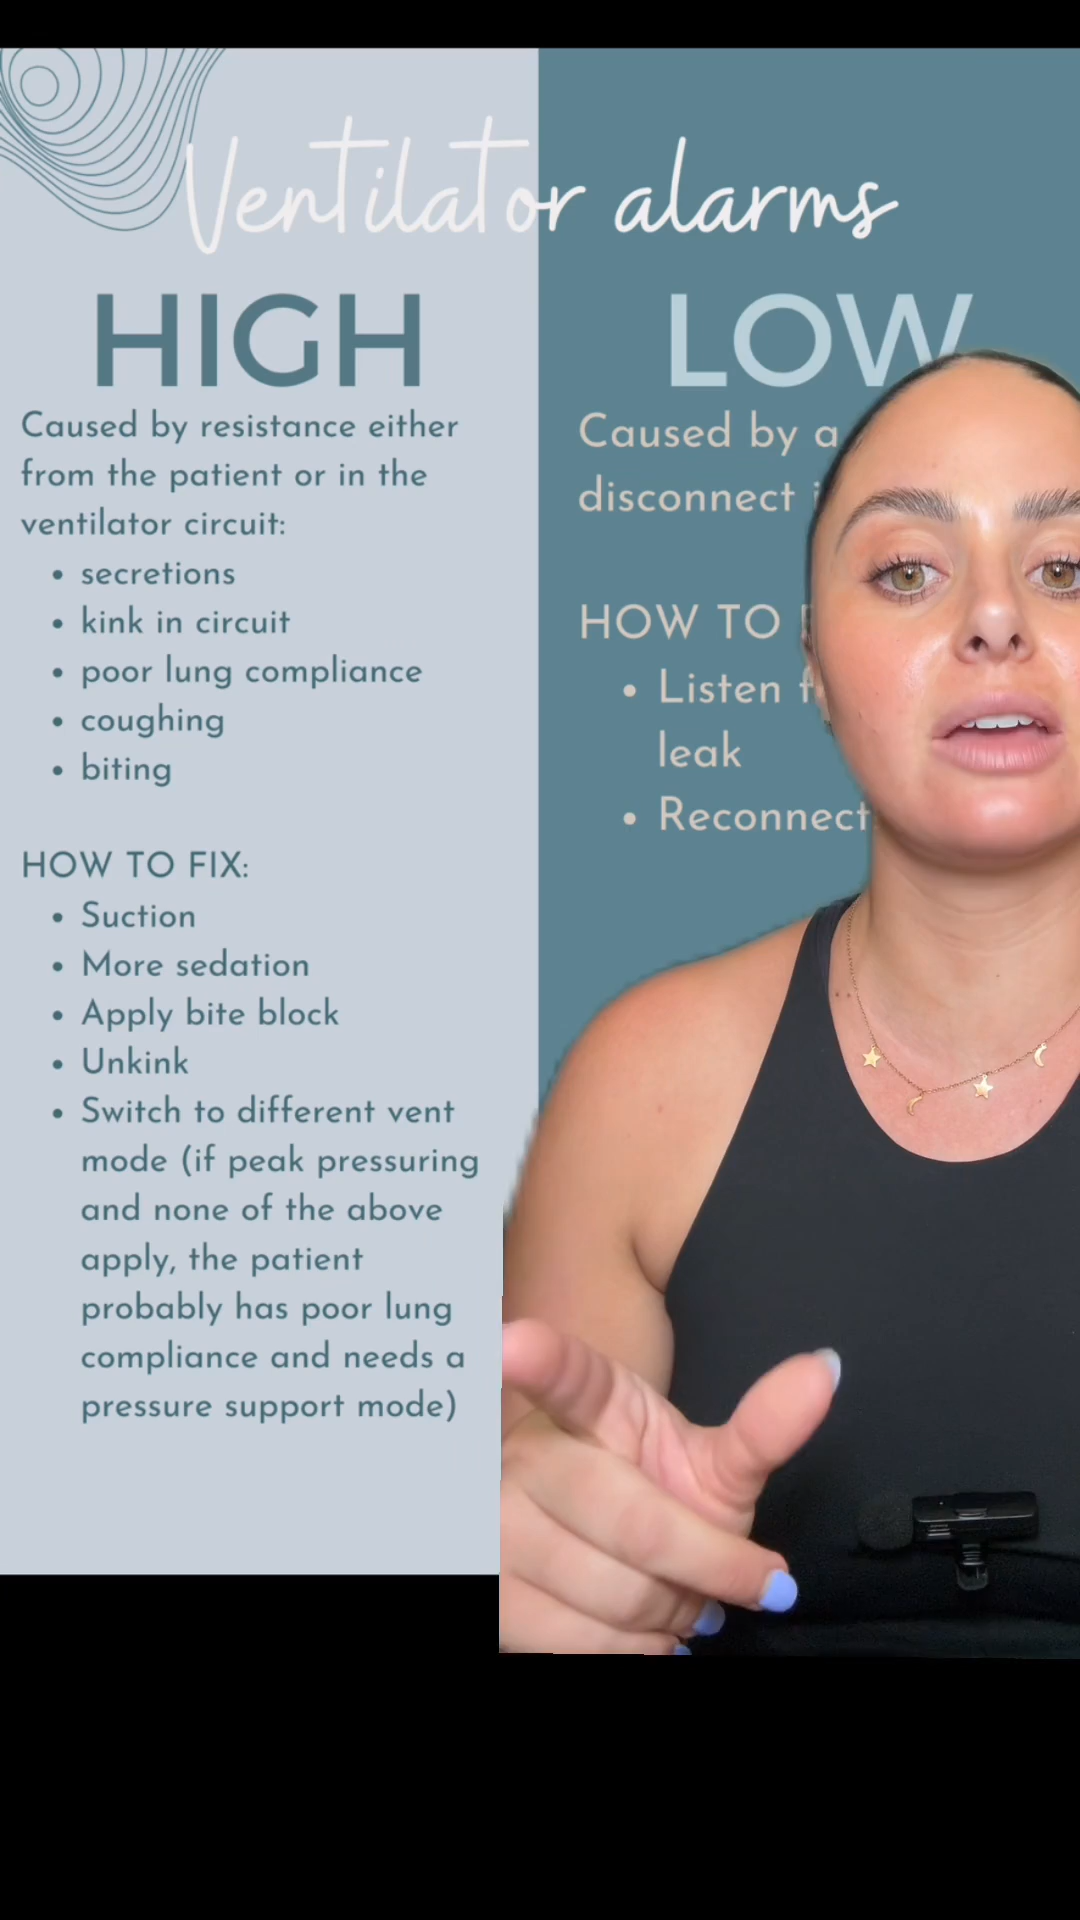 Ventilator alarms
HIGH
Caused by resistance either
from the patient or in the
ventilator circuit:
• secretions
• kink in circuit
• poor lung compliance
• coughing
• biting
HOW TO FIX:
• Suction
• More sedation
• Apply bite block
• Unkink
• Switch to different vent
mode (if peak pressuring
and none of the above
apply, the patient
probably has poor lung
compliance and needs a
pressure support mode)
LOW
Caused by a
disconnect
HOW TO
• Listen
leak
• Reconnect